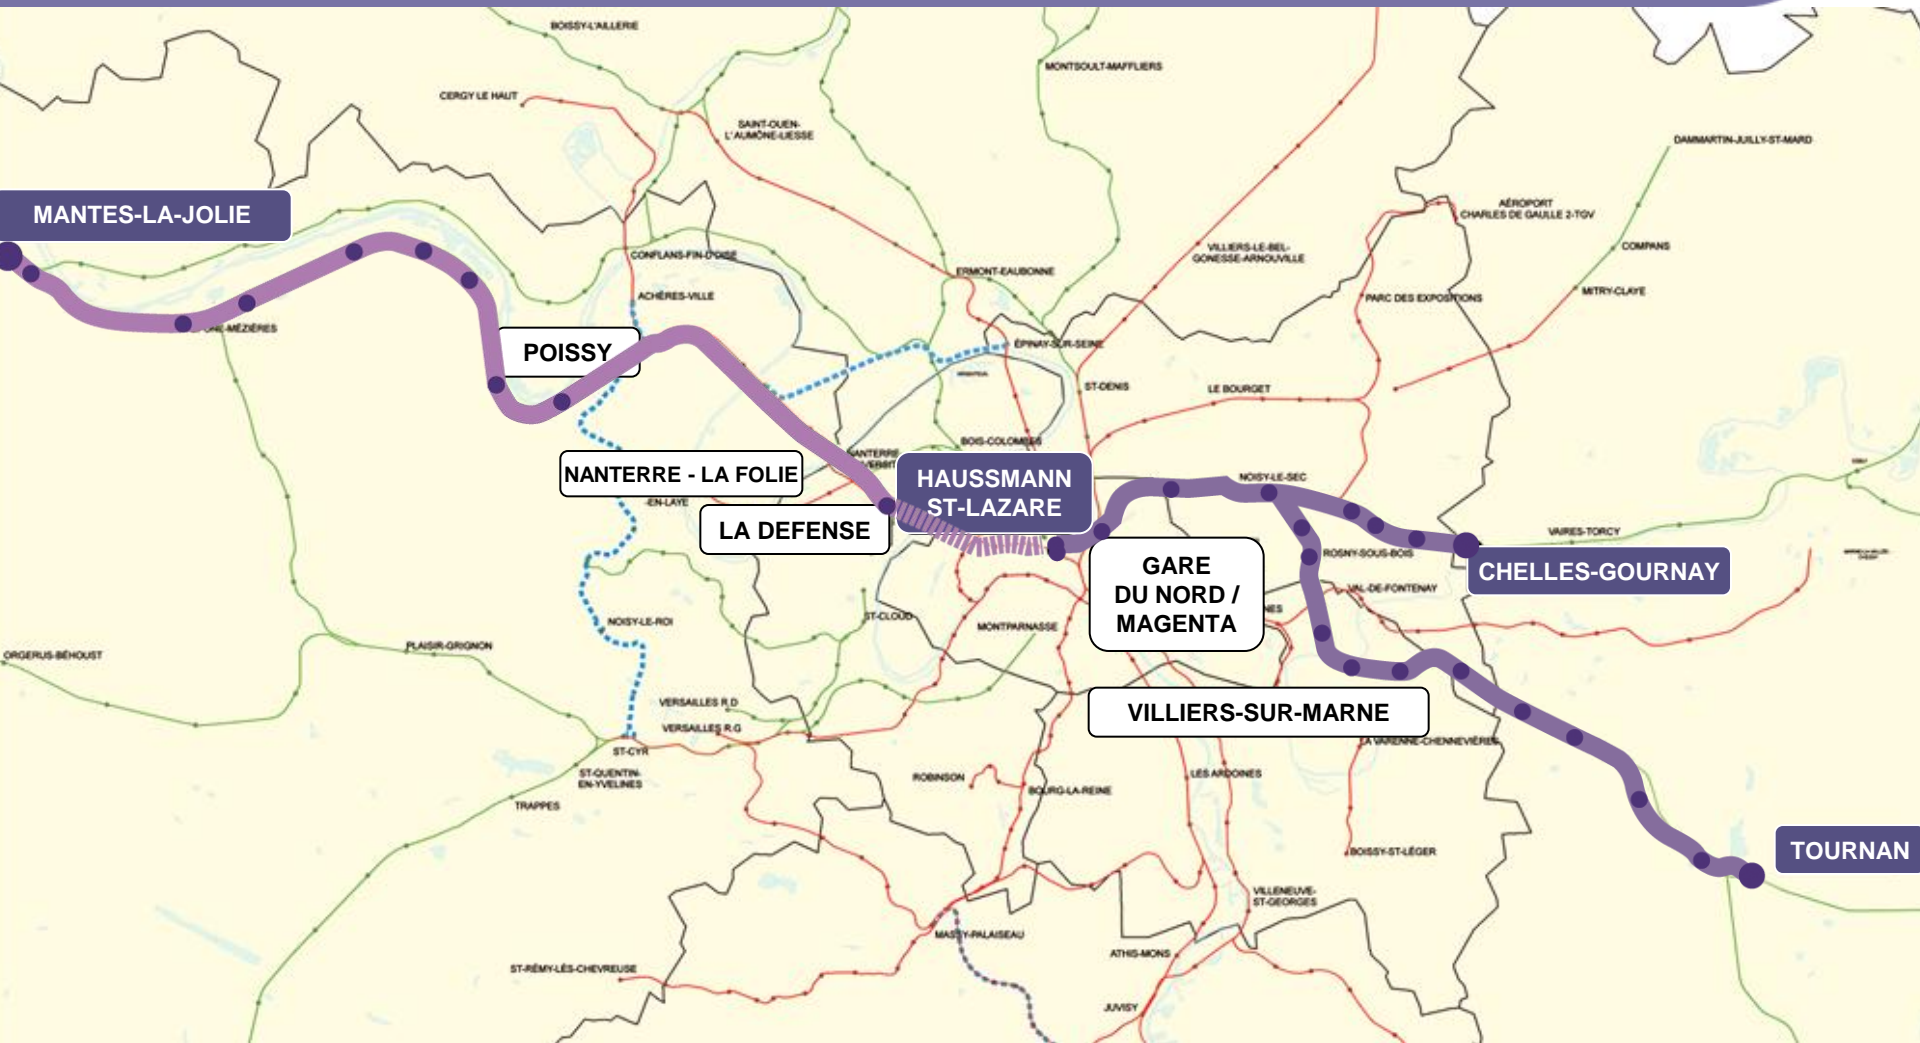 BOISSY-L'AILLERIE
MONTSOULT-MAFFLIERS
CERGY LE HAUT
SAINT-OUEN-
L'AUMÔNE-LIESSE
DAMMARTIN-JUILLY-ST-MARD
MANTES-LA-JOLIE
AÉROPORT
CHARLES DE GAULLE 2-TGV
CONFLANS-FIN-D'OISE
VILLIERS-LE-BEL-
GONESSE-ARNOUVILLE
COMPANS
ERMONT-EAUBONNE
ACHÈRES-VILLE
PARC DES EXPOSITIONS
MITRY-CLAYE
NE-MÉZIÈRES
POISSY
ÉPINAY-SUR-SEINE
ST-DENIS
LE BOURGET
BOIS-COLOMBES
NANTERRE
NANTERRE - LA FOLIE
HAUSSMANN
ST-LAZARE
NOISY-LE-SEC
-EN-LAYE
LA DEFENSE
VAIRES-TORCY
ROSNY-SOUS-BOIS
CHELLES-GOURNAY
GARE
DU NORD /
MAGENTA
VAL-DE-FONTENAY
NES
NOISY-LE-ROI
ST-CLOUD
MONTPARNASSE
ORGERUS-BÉHOUST
PLAISIR-GRIGNON
VERSAILLES R.D
VERSAILLES R.G
VILLIERS-SUR-MARNE
LA VARENNE-CHENNEVIÈRES
ST-CYR
ST-QUENTIN-
EN-YVELINES
TRAPPES
ROBINSON
BOURG-LA-REINE
LES ARDOINES
BOISSY-ST-LÉGER
TOURNAN
VILLENEUVE-
ST-GEORGES
MASSY-PALAISEAU
ATHIS-MONS
ST-RÉMY-LÈS-CHEVREUSE
JUVISY